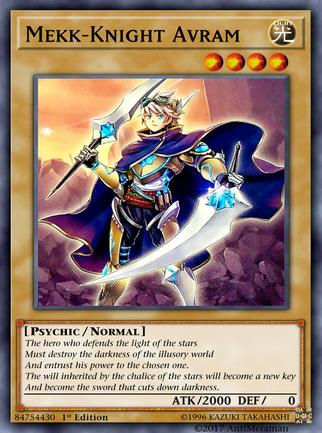 MEKK-KNIGHT AVRAM
LIGHT
光
[PSYCHIC / NORMAL]
The hero who defends the light of the stars
Must destroy the darkness of the illusory world
And entrust his power to the chosen one.
The will inherited by the chalice of the stars will become a new key
And become the sword that cuts down darkness.
ATK/2000 DEF/ 0
84754430 1st Edition ©1996 KAZUKI TAKAHASHI
©2017 AntiMetaman